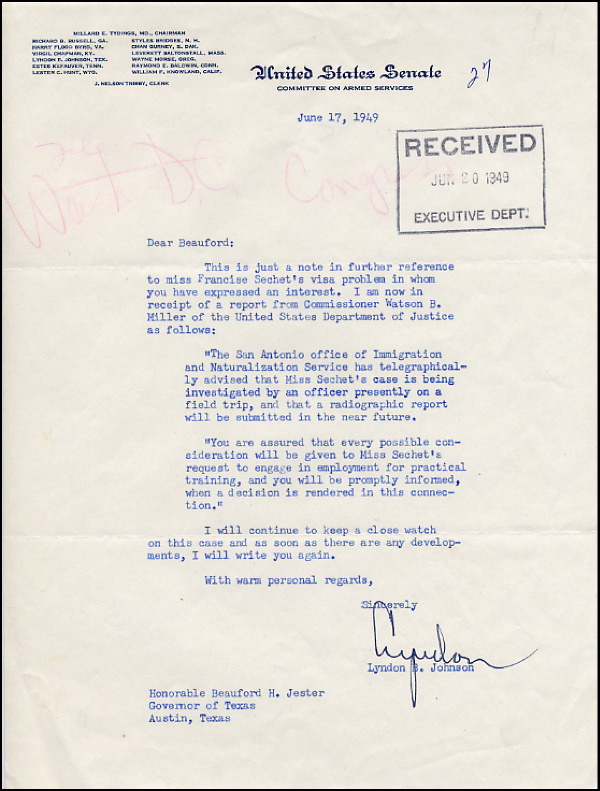 MILLARD E. TYDINGS, MD., CHAIRMAN
RICHARD B. RUSSELL, GA. STYLES BRIDGES, N. H.
HARRY FLOOD BYRD, VA. CHAN GURNEY, S. DAK.
VIRGIL CHAPMAN, KY. LEVERETT SALTONSTALL, MASS.
LYNDON B. JOHNSON, TEX. WAYNE MORSE, OREG.
ESTES KEFAUVER, TENN. RAYMOND E. BALDWIN, CONN.
LESTER C. HUNT, WYO. WILLIAM F. KNOWLAND, CALIF.
J. NELSON TRIBBY, CLERK
United States Senate
COMMITTEE ON ARMED SERVICES
27
June 17, 1949
RECEIVED
JUN 20 1949
EXECUTIVE DEPT.
Wash D.C. Congress
Dear Beauford:
This is just a note in further reference
to miss Francise Sechet's visa problem in whom
you have expressed an interest. I am now in
receipt of a report from Commissioner Watson B.
Miller of the United States Department of Justice
as follows:
"The San Antonio office of Immigration
and Naturalization Service has telegraphical-
ly advised that Miss Sechet's case is being
investigated by an officer presently on a
field trip, and that a radiographic report
will be submitted in the near future.
"You are assured that every possible con-
sideration will be given to Miss Sechet's
request to engage in employment for practical
training, and you will be promptly informed,
when a decision is rendered in this connec-
tion."
I will continue to keep a close watch
on this case and as soon as there are any develop-
ments, I will write you again.
With warm personal regards,
Sincerely
Lyndon
Lyndon B. Johnson
Honorable Beauford H. Jester
Governor of Texas
Austin, Texas